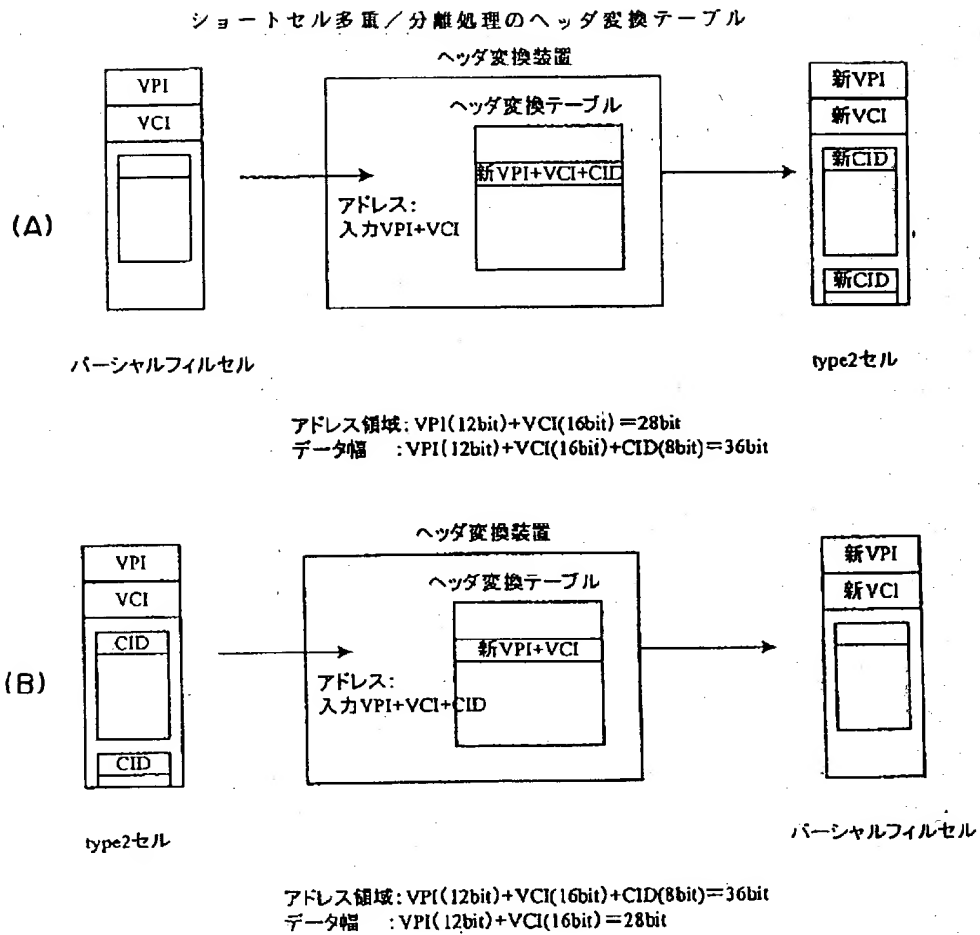 ショートセル多重／分離処理のヘッダ変換テーブル
ヘッダ変換装置
VPI
VCI
ヘッダ変換テーブル
新VPI+VCI+CID
アドレス:
入力VPI+VCI
新VPI
新VCI
新CID
新CID
(A)
パーシャルフィルセル
type2セル
アドレス領域:VPI(12bit)+VCI(16bit)=28bit
データ幅 :VPI(12bit)+VCI(16bit)+CID(8bit)=36bit
ヘッダ変換装置
VPI
VCI
CID
CID
ヘッダ変換テーブル
新VPI+VCI
アドレス:
入力VPI+VCI+CID
新VPI
新VCI
(B)
type2セル
パーシャルフィルセル
アドレス領域:VPI(12bit)+VCI(16bit)+CID(8bit)=36bit
データ幅 :VPI(12bit)+VCI(16bit)=28bit